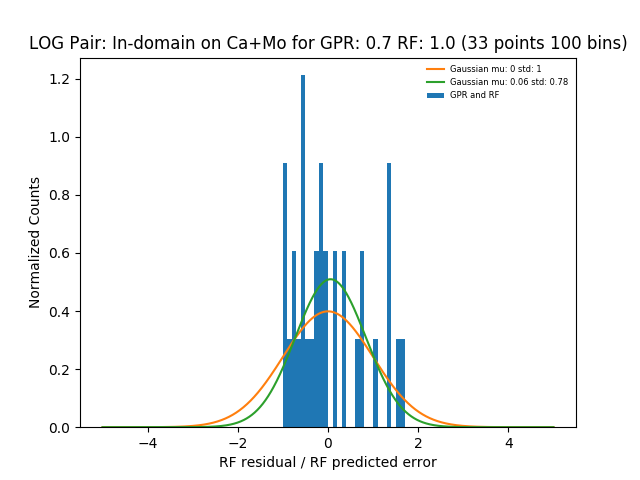 LOG Pair: In-domain on Ca+Mo for GPR: 0.7 RF: 1.0 (33 points 100 bins)
Gaussian mu: 0 std: 1
Gaussian mu: 0.06 std: 0.78
GPR and RF
Normalized Counts
1.2
1.0
0.8
0.6
0.4
0.2
0.0
−4
−2
0
2
4
RF residual / RF predicted error